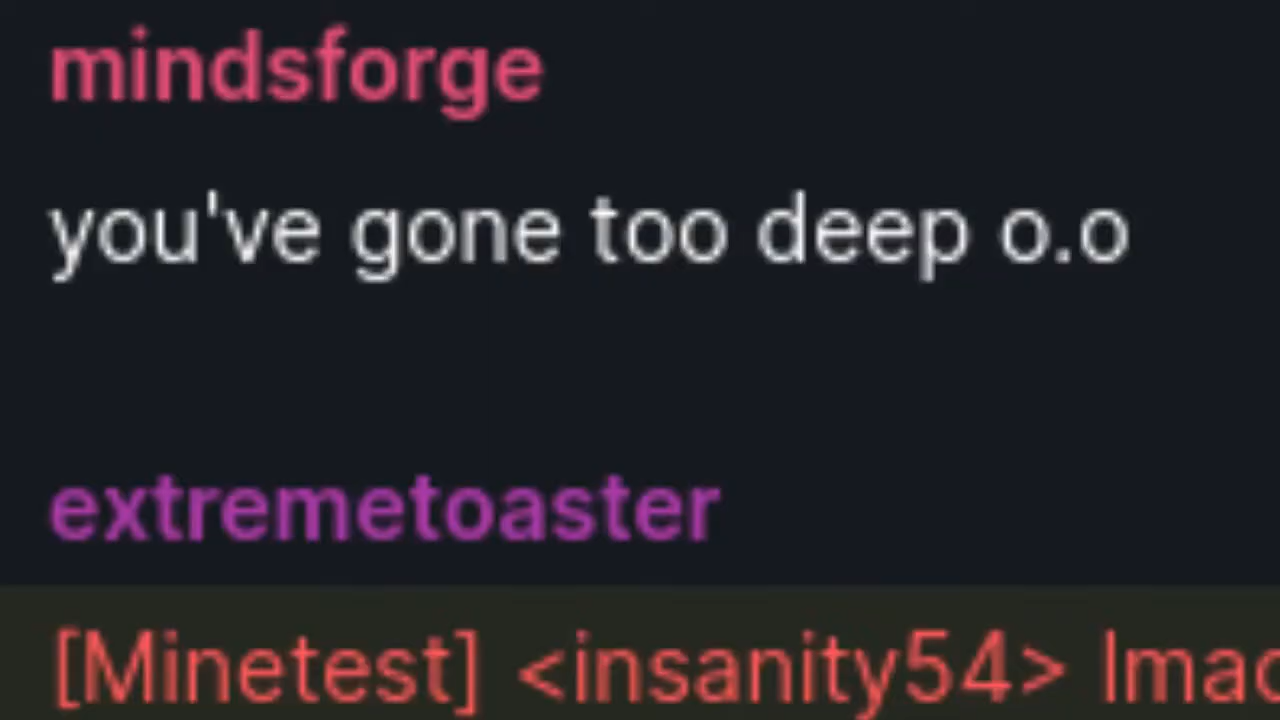 mindsforge
you've gone too deep o.o
extremetoaster
[Minetest] <insanity54>